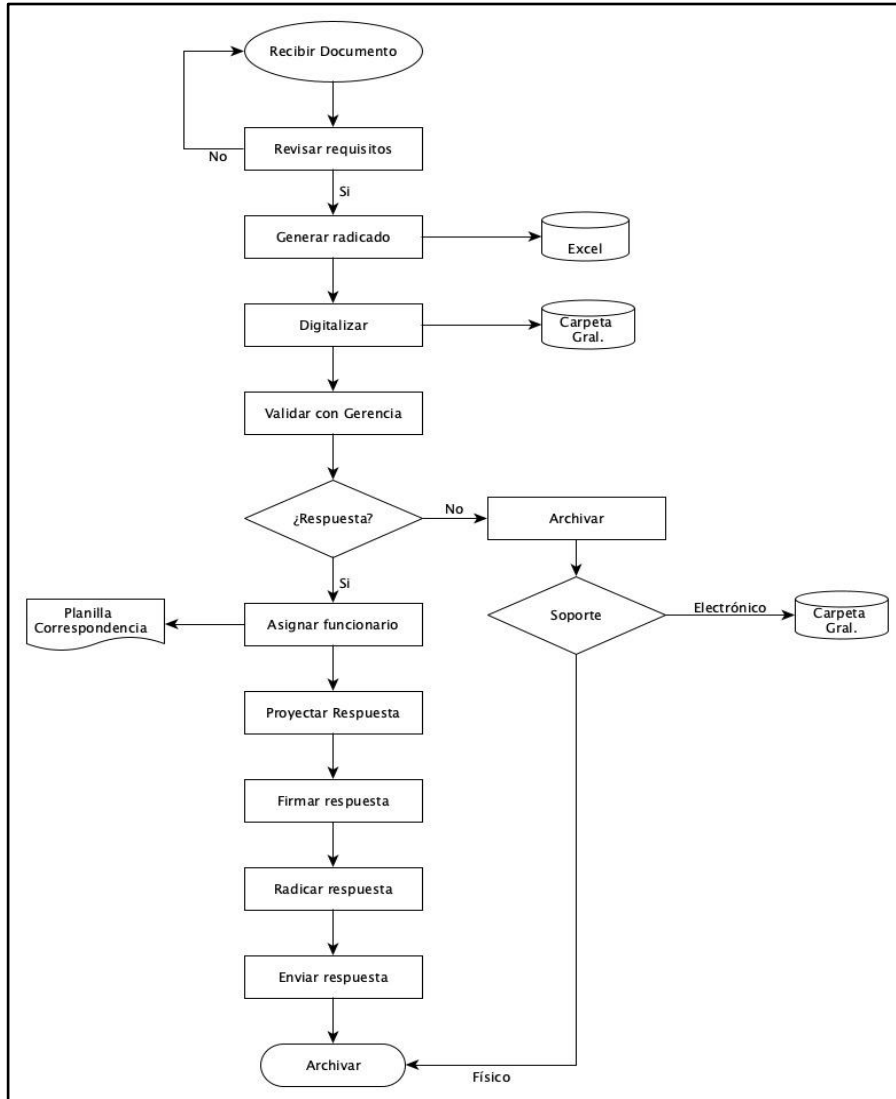 Recibir Documento
No
Revisar requisitos
Si
Generar radicado
Excel
Digitalizar
Carpeta
Gral.
Validar con Gerencia
¿Respuesta?
No
Archivar
Si
Planilla
Correspondencia
Asignar funcionario
Soporte
Electrónico
Carpeta
Gral.
Proyectar Respuesta
Firmar respuesta
Radicar respuesta
Enviar respuesta
Archivar
Físico